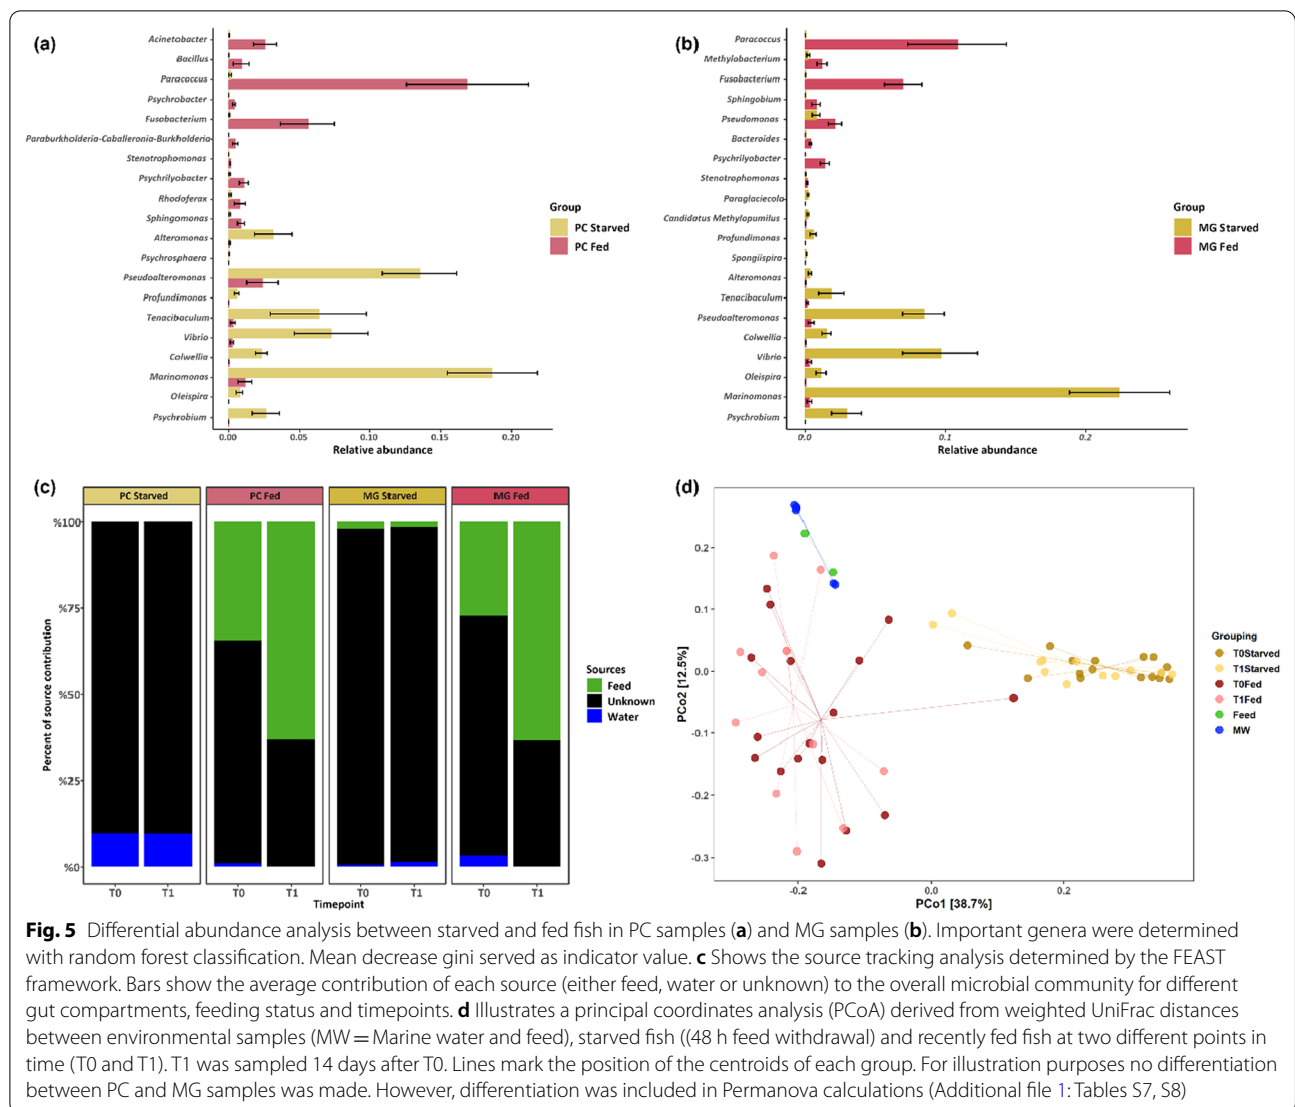 (a)
Acinetobacter
Bacillus
Paracoccus
Psychrobacter
Fusobacterium
Paraburkholderia-Caballeronia-Burkholderia
Stenotrophomonas
Psychrilyobacter
Rhodoferax
Sphingomonas
Alteromonas
Psychrosphaera
Pseudoalteromonas
Profundimonas
Tenacibaculum
Vibrio
Colwellia
Marinomonas
Oleispira
Psychrobium
0.00 0.05 0.10 0.15 0.20
Relative abundance
Group
PC Starved
PC Fed
(b)
Paracoccus
Methylobacterium
Fusobacterium
Sphingobium
Pseudomonas
Bacteroides
Psychrilyobacter
Stenotrophomonas
Paraglaciecola
Candidatus Methylopumilus
Profundimonas
Spongiispira
Alteromonas
Tenacibaculum
Pseudoalteromonas
Colwellia
Vibrio
Oleispira
Marinomonas
Psychrobium
0.0 0.1 0.2
Relative abundance
Group
MG Starved
MG Fed
(c)
PC Starved PC Fed MG Starved MG Fed
%100
%75
%50
%25
%0
Percent of source contribution
T0 T1 T0 T1 T0 T1 T0 T1
Timepoint
Sources
Feed
Unknown
Water
(d)
0.2
0.1
0.0
-0.1
-0.2
-0.3
PCo2 [12.5%]
-0.2 0.0 0.2
PCo1 [38.7%]
Grouping
T0Starved
T1Starved
T0Fed
T1Fed
Feed
MW
Fig. 5 Differential abundance analysis between starved and fed fish in PC samples (a) and MG samples (b). Important genera were determined
with random forest classification. Mean decrease gini served as indicator value. c Shows the source tracking analysis determined by the FEAST
framework. Bars show the average contribution of each source (either feed, water or unknown) to the overall microbial community for different
gut compartments, feeding status and timepoints. d Illustrates a principal coordinates analysis (PCoA) derived from weighted UniFrac distances
between environmental samples (MW = Marine water and feed), starved fish ((48 h feed withdrawal) and recently fed fish at two different points in
time (T0 and T1). T1 was sampled 14 days after T0. Lines mark the position of the centroids of each group. For illustration purposes no differentiation
between PC and MG samples was made. However, differentiation was included in Permanova calculations (Additional file 1: Tables S7, S8)